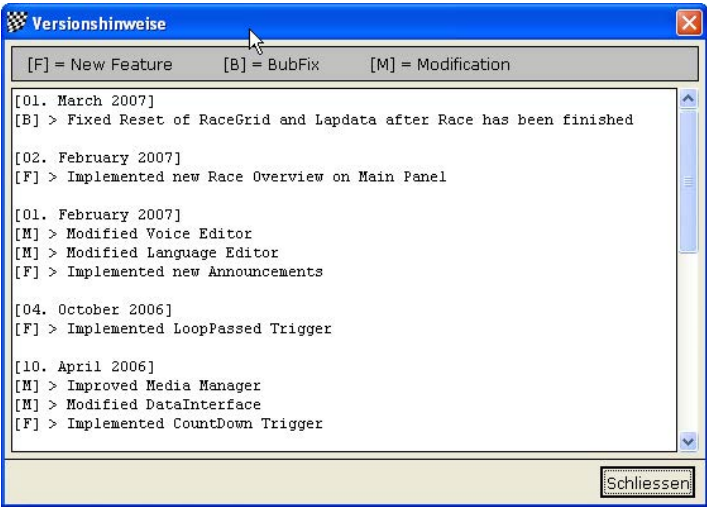 Versionshinweise
[F] = New Feature [B] = BubFix [M] = Modification
[01. March 2007]
[B] > Fixed Reset of RaceGrid and Lapdata after Race has been finished
[02. February 2007]
[F] > Implemented new Race Overview on Main Panel
[01. February 2007]
[M] > Modified Voice Editor
[M] > Modified Language Editor
[F] > Implemented new Announcements
[04. October 2006]
[F] > Implemented LoopPassed Trigger
[10. April 2006]
[M] > Improved Media Manager
[M] > Modified DataInterface
[F] > Implemented CountDown Trigger
Schliessen